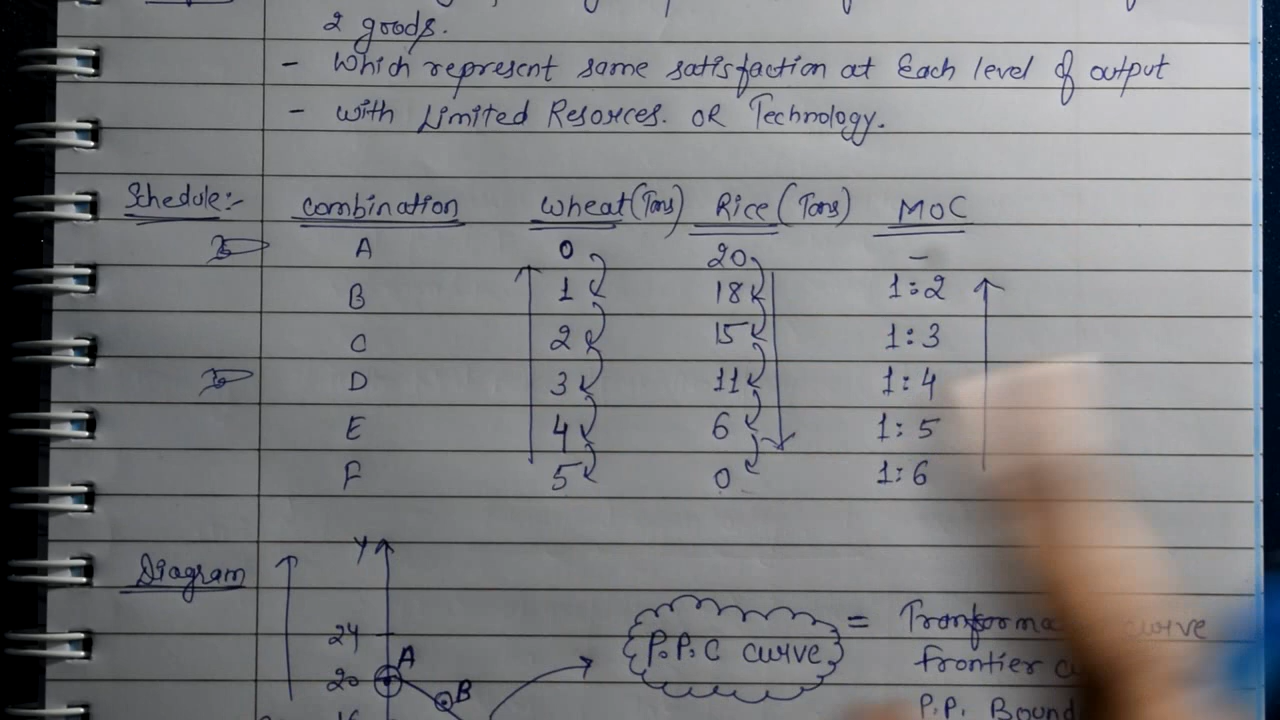 2 goods.
- Which represent same satisfaction at Each level of output
- with Limited Resorces. OR Technology.
Schedule:- Combination Wheat(Tons) Rice (Tons) MOC
A 0 20 -
B 1 18 1:2
C 2 15 1:3
D 3 11 1:4
E 4 6 1:5
F 5 0 1:6
Diagram
Y
24
A
20
B
P.P.C curve = Tranforma curve
frontier
P.P. Bound